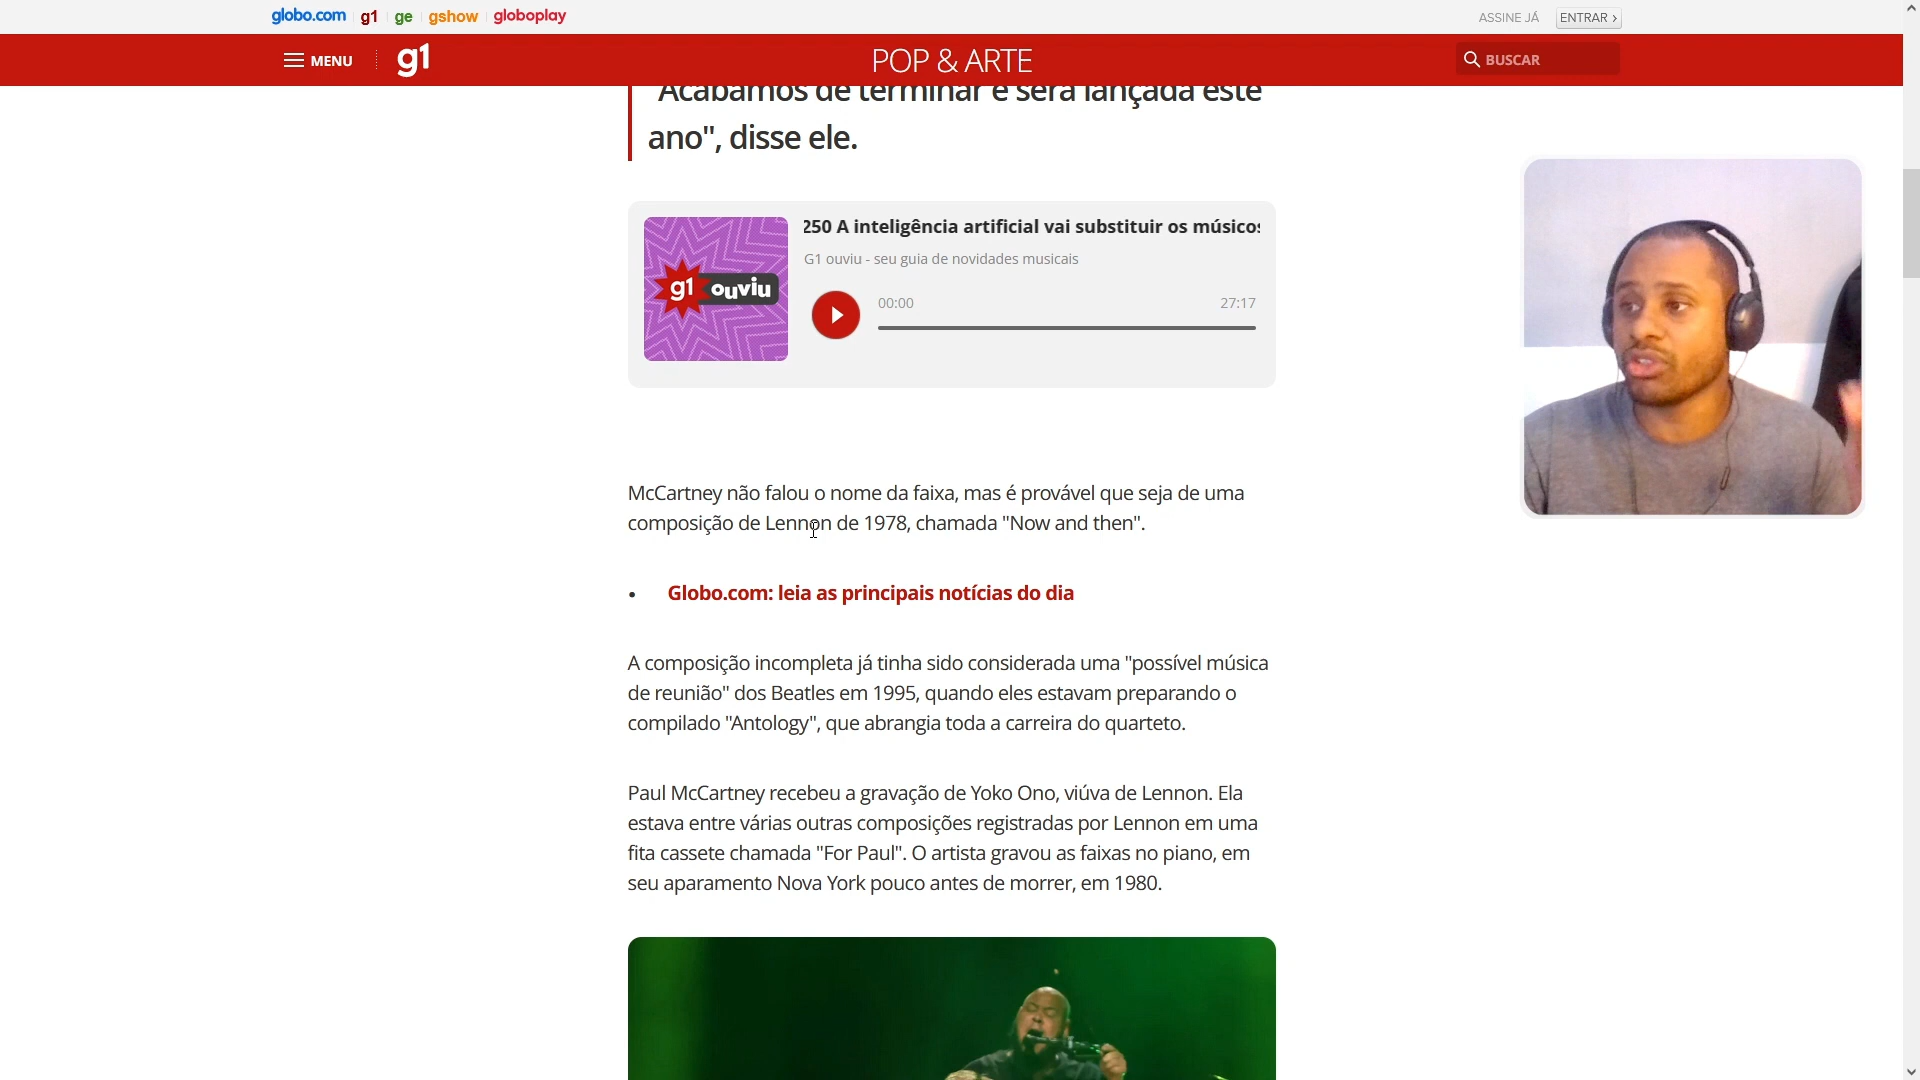 globo.com g1 ge gshow globoplay ASSINE JÁ ENTRAR ›
MENU g1 POP & ARTE BUSCAR
"Acabamos de terminar e será lançada este
ano", disse ele.
250 A inteligência artificial vai substituir os músicos
G1 ouviu - seu guia de novidades musicais
g1 ouviu
00:00 27:17
McCartney não falou o nome da faixa, mas é provável que seja de uma
composição de Lennon de 1978, chamada "Now and then".
• Globo.com: leia as principais notícias do dia
A composição incompleta já tinha sido considerada uma "possível música
de reunião" dos Beatles em 1995, quando eles estavam preparando o
compilado "Antology", que abrangia toda a carreira do quarteto.
Paul McCartney recebeu a gravação de Yoko Ono, viúva de Lennon. Ela
estava entre várias outras composições registradas por Lennon em uma
fita cassete chamada "For Paul". O artista gravou as faixas no piano, em
seu aparamento Nova York pouco antes de morrer, em 1980.